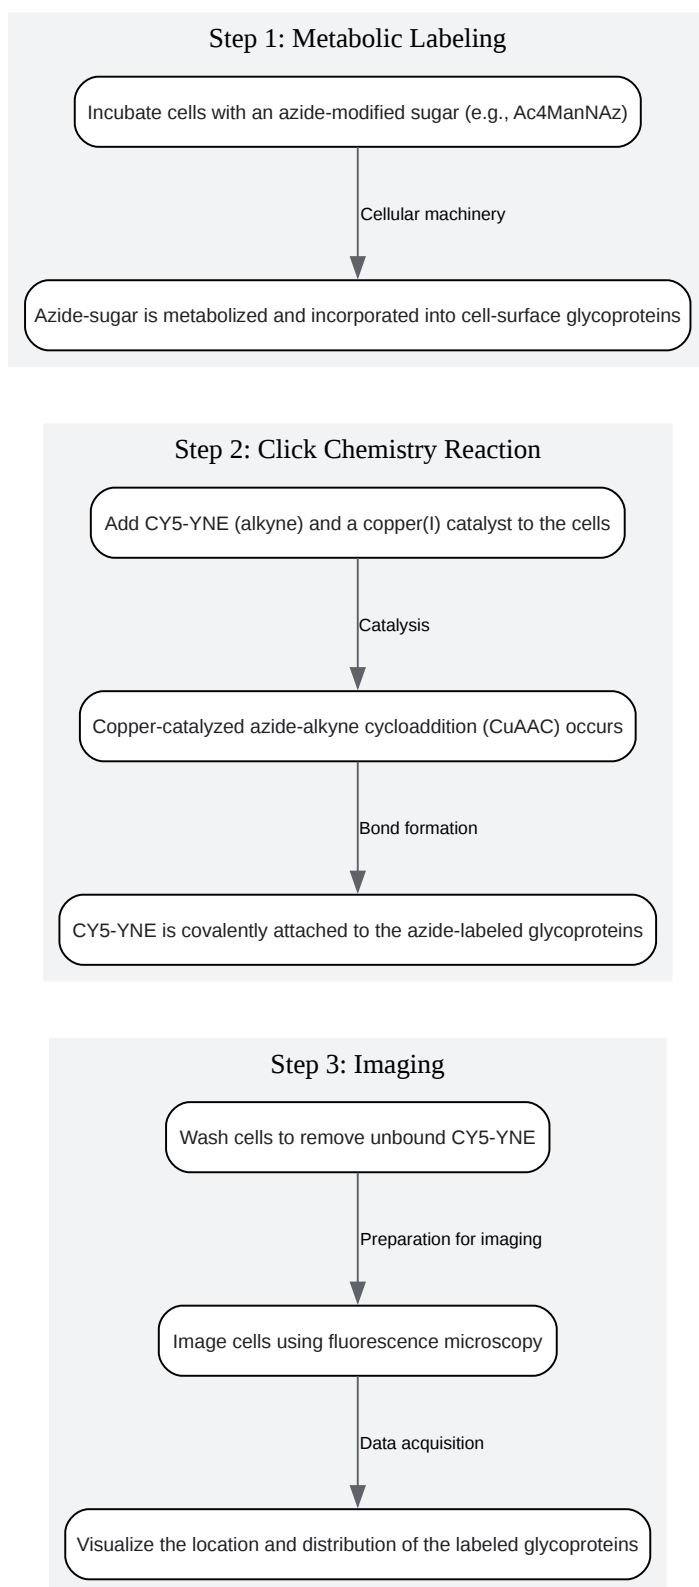 Step 1: Metabolic Labeling
Incubate cells with an azide-modified sugar (e.g., Ac4ManNAz)
Cellular machinery
Azide-sugar is metabolized and incorporated into cell-surface glycoproteins
Step 2: Click Chemistry Reaction
Add CY5-YNE (alkyne) and a copper(I) catalyst to the cells
Catalysis
Copper-catalyzed azide-alkyne cycloaddition (CuAAC) occurs
Bond formation
CY5-YNE is covalently attached to the azide-labeled glycoproteins
Step 3: Imaging
Wash cells to remove unbound CY5-YNE
Preparation for imaging
Image cells using fluorescence microscopy
Data acquisition
Visualize the location and distribution of the labeled glycoproteins